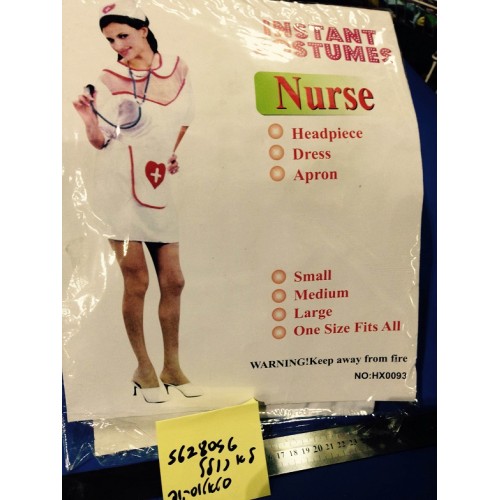 INSTANT
COSTUMES
Nurse
Headpiece
Dress
Apron
Small
Medium
Large
One Size Fits All
WARNING!Keep away from fire
NO:HX0093
5628056
17 18 19 20 21 22 23